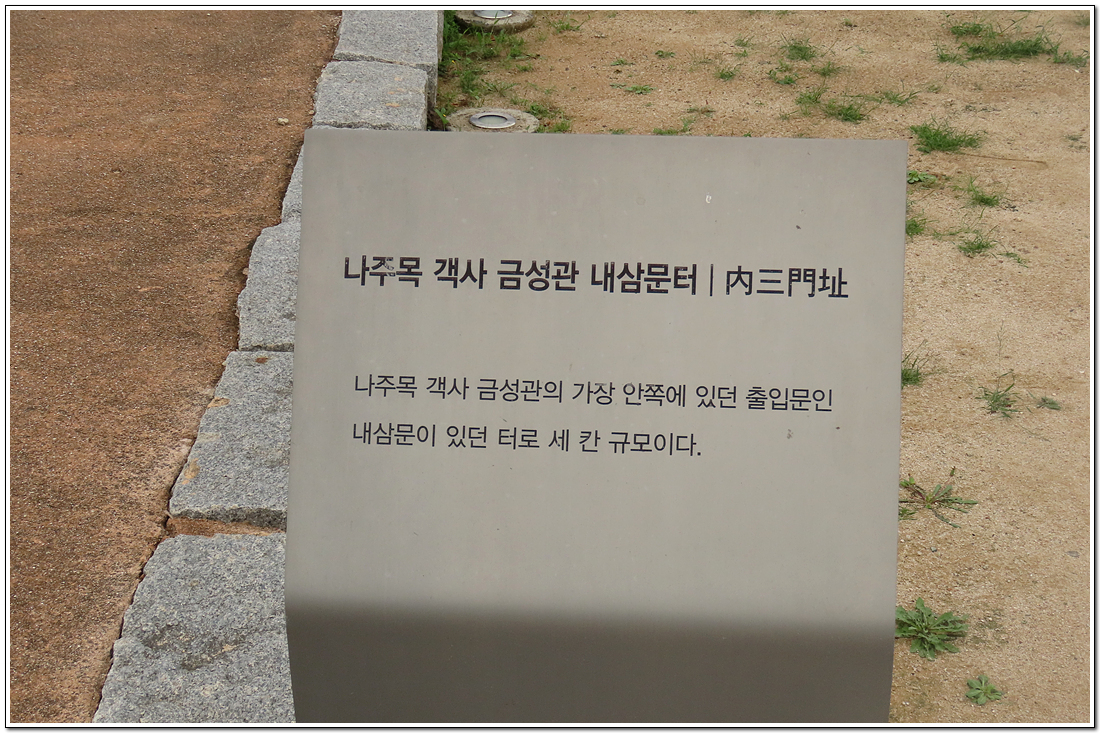 나주목 객사 금성관 내삼문터 | 内三門址
나주목 객사 금성관의 가장 안쪽에 있던 출입문인
내삼문이 있던 터로 세 칸 규모이다.